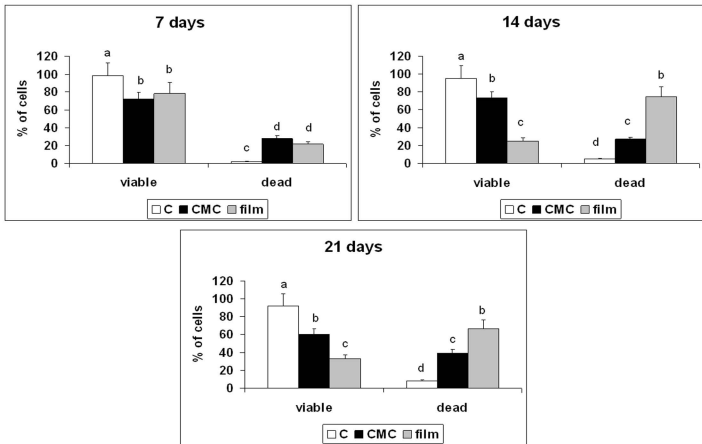 7 days
120
100
80
60
40
20
0
% of cells
a
b
b
c
d
d
viable
dead
C CMC film
14 days
120
100
80
60
40
20
0
% of cells
a
b
c
d
c
b
viable
dead
C CMC film
21 days
120
100
80
60
40
20
0
% of cells
a
b
c
d
c
b
viable
dead
C CMC film